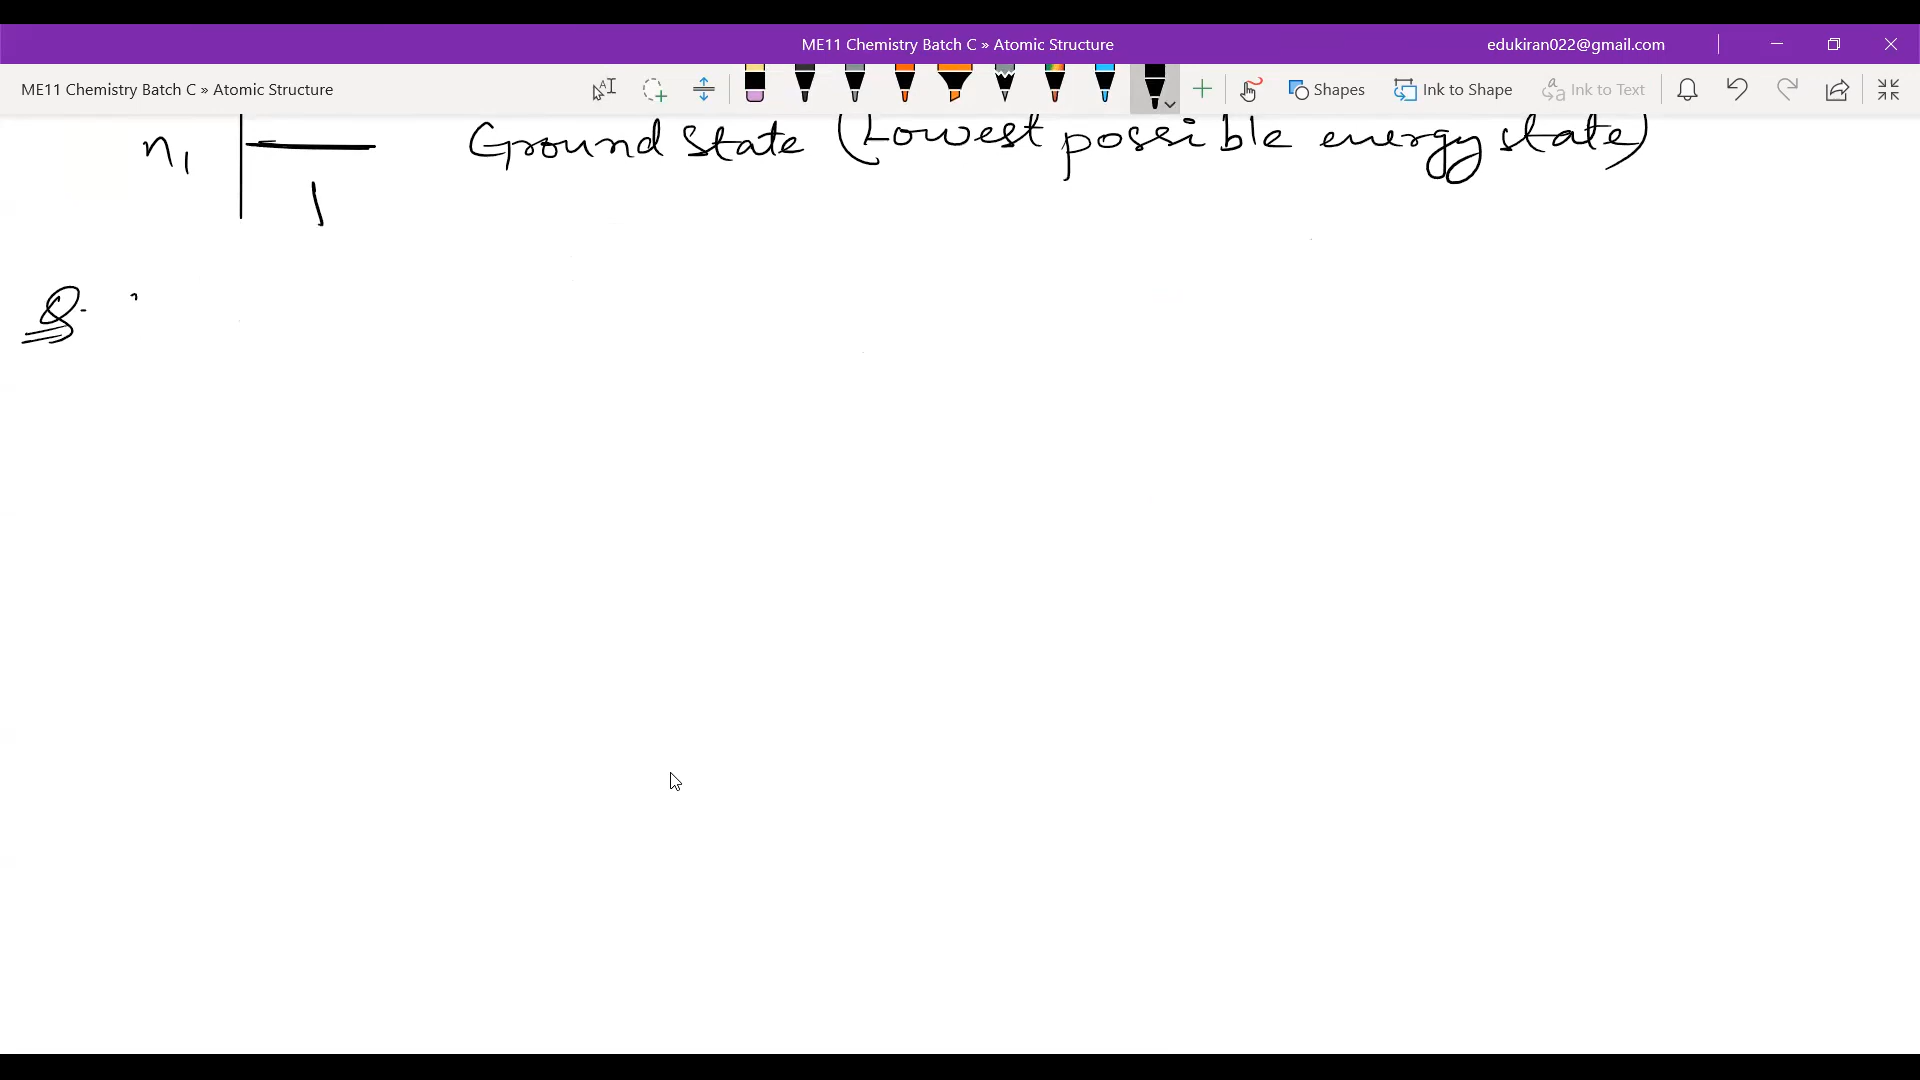 ME11 Chemistry Batch C » Atomic Structure
edukiran022@gmail.com
ME11 Chemistry Batch C » Atomic Structure
Shapes
Ink to Shape
Ink to Text
n1 Ground State (Lowest possible energy state)
1
Q.